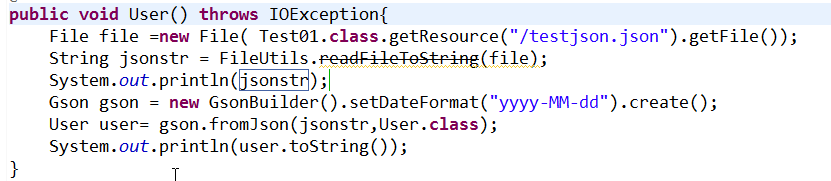 public void User() throws IOException{
File file =new File( Test01.class.getResource("/testjson.json").getFile());
String jsonstr = FileUtils.readFileToString(file);
System.out.println(jsonstr);
Gson gson = new GsonBuilder().setDateFormat("yyyy-MM-dd").create();
User user= gson.fromJson(jsonstr,User.class);
System.out.println(user.toString());
}